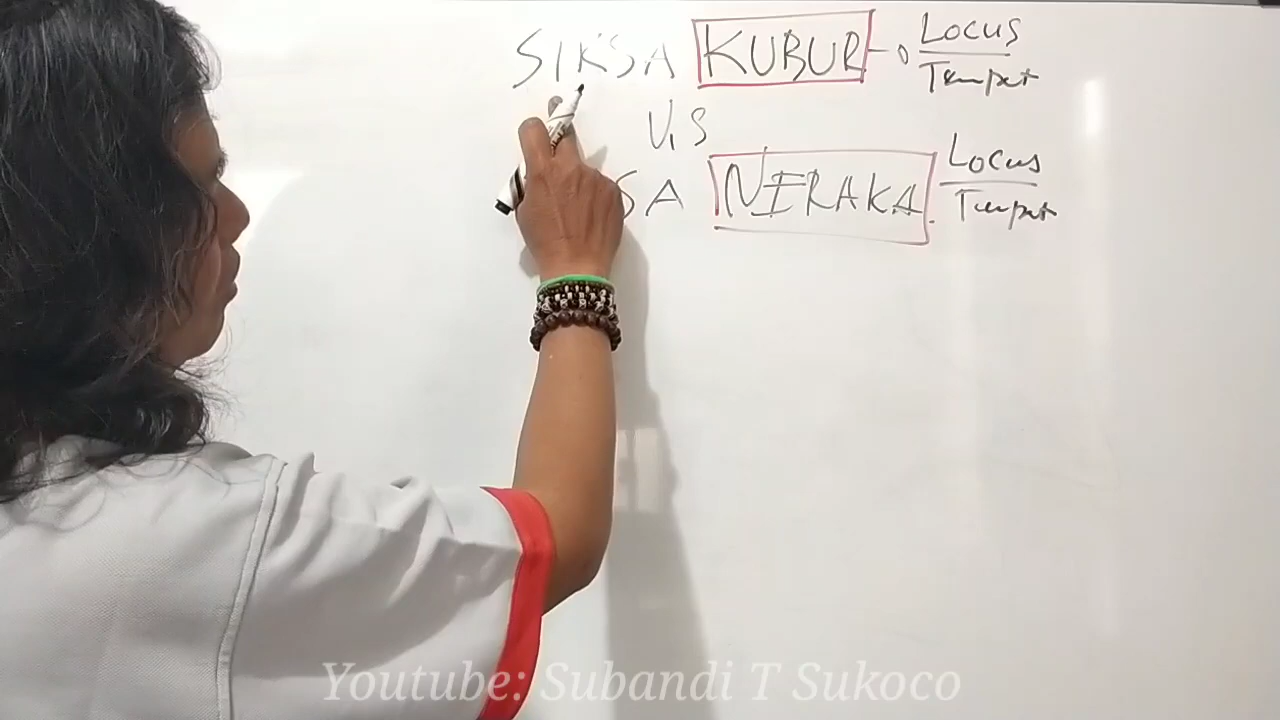 SIKSA KUBUR Locus
Tempat
VS
SA NERAKA Locus
Tempat
Youtube: Subandi T Sukoco